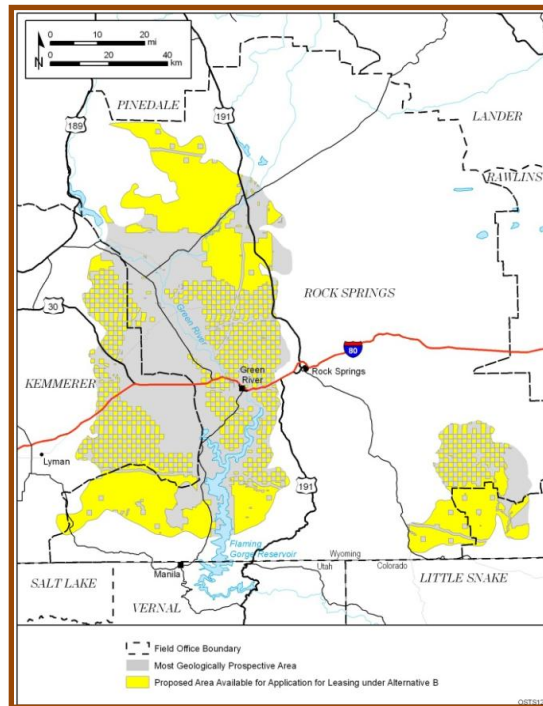 0 10 20
mi
0 20 40
km
N
PINEDALE
LANDER
191
189
RAWLINS
ROCK SPRINGS
30
Green River
80
KEMMERER
Green
River
Rock Springs
Lyman
191
Flaming
Gorge Reservoir
Wyoming
Utah
Colorado
Manila
SALT LAKE
LITTLE SNAKE
VERNAL
Field Office Boundary
Most Geologically Prospective Area
Proposed Area Available for Application for Leasing under Alternative B